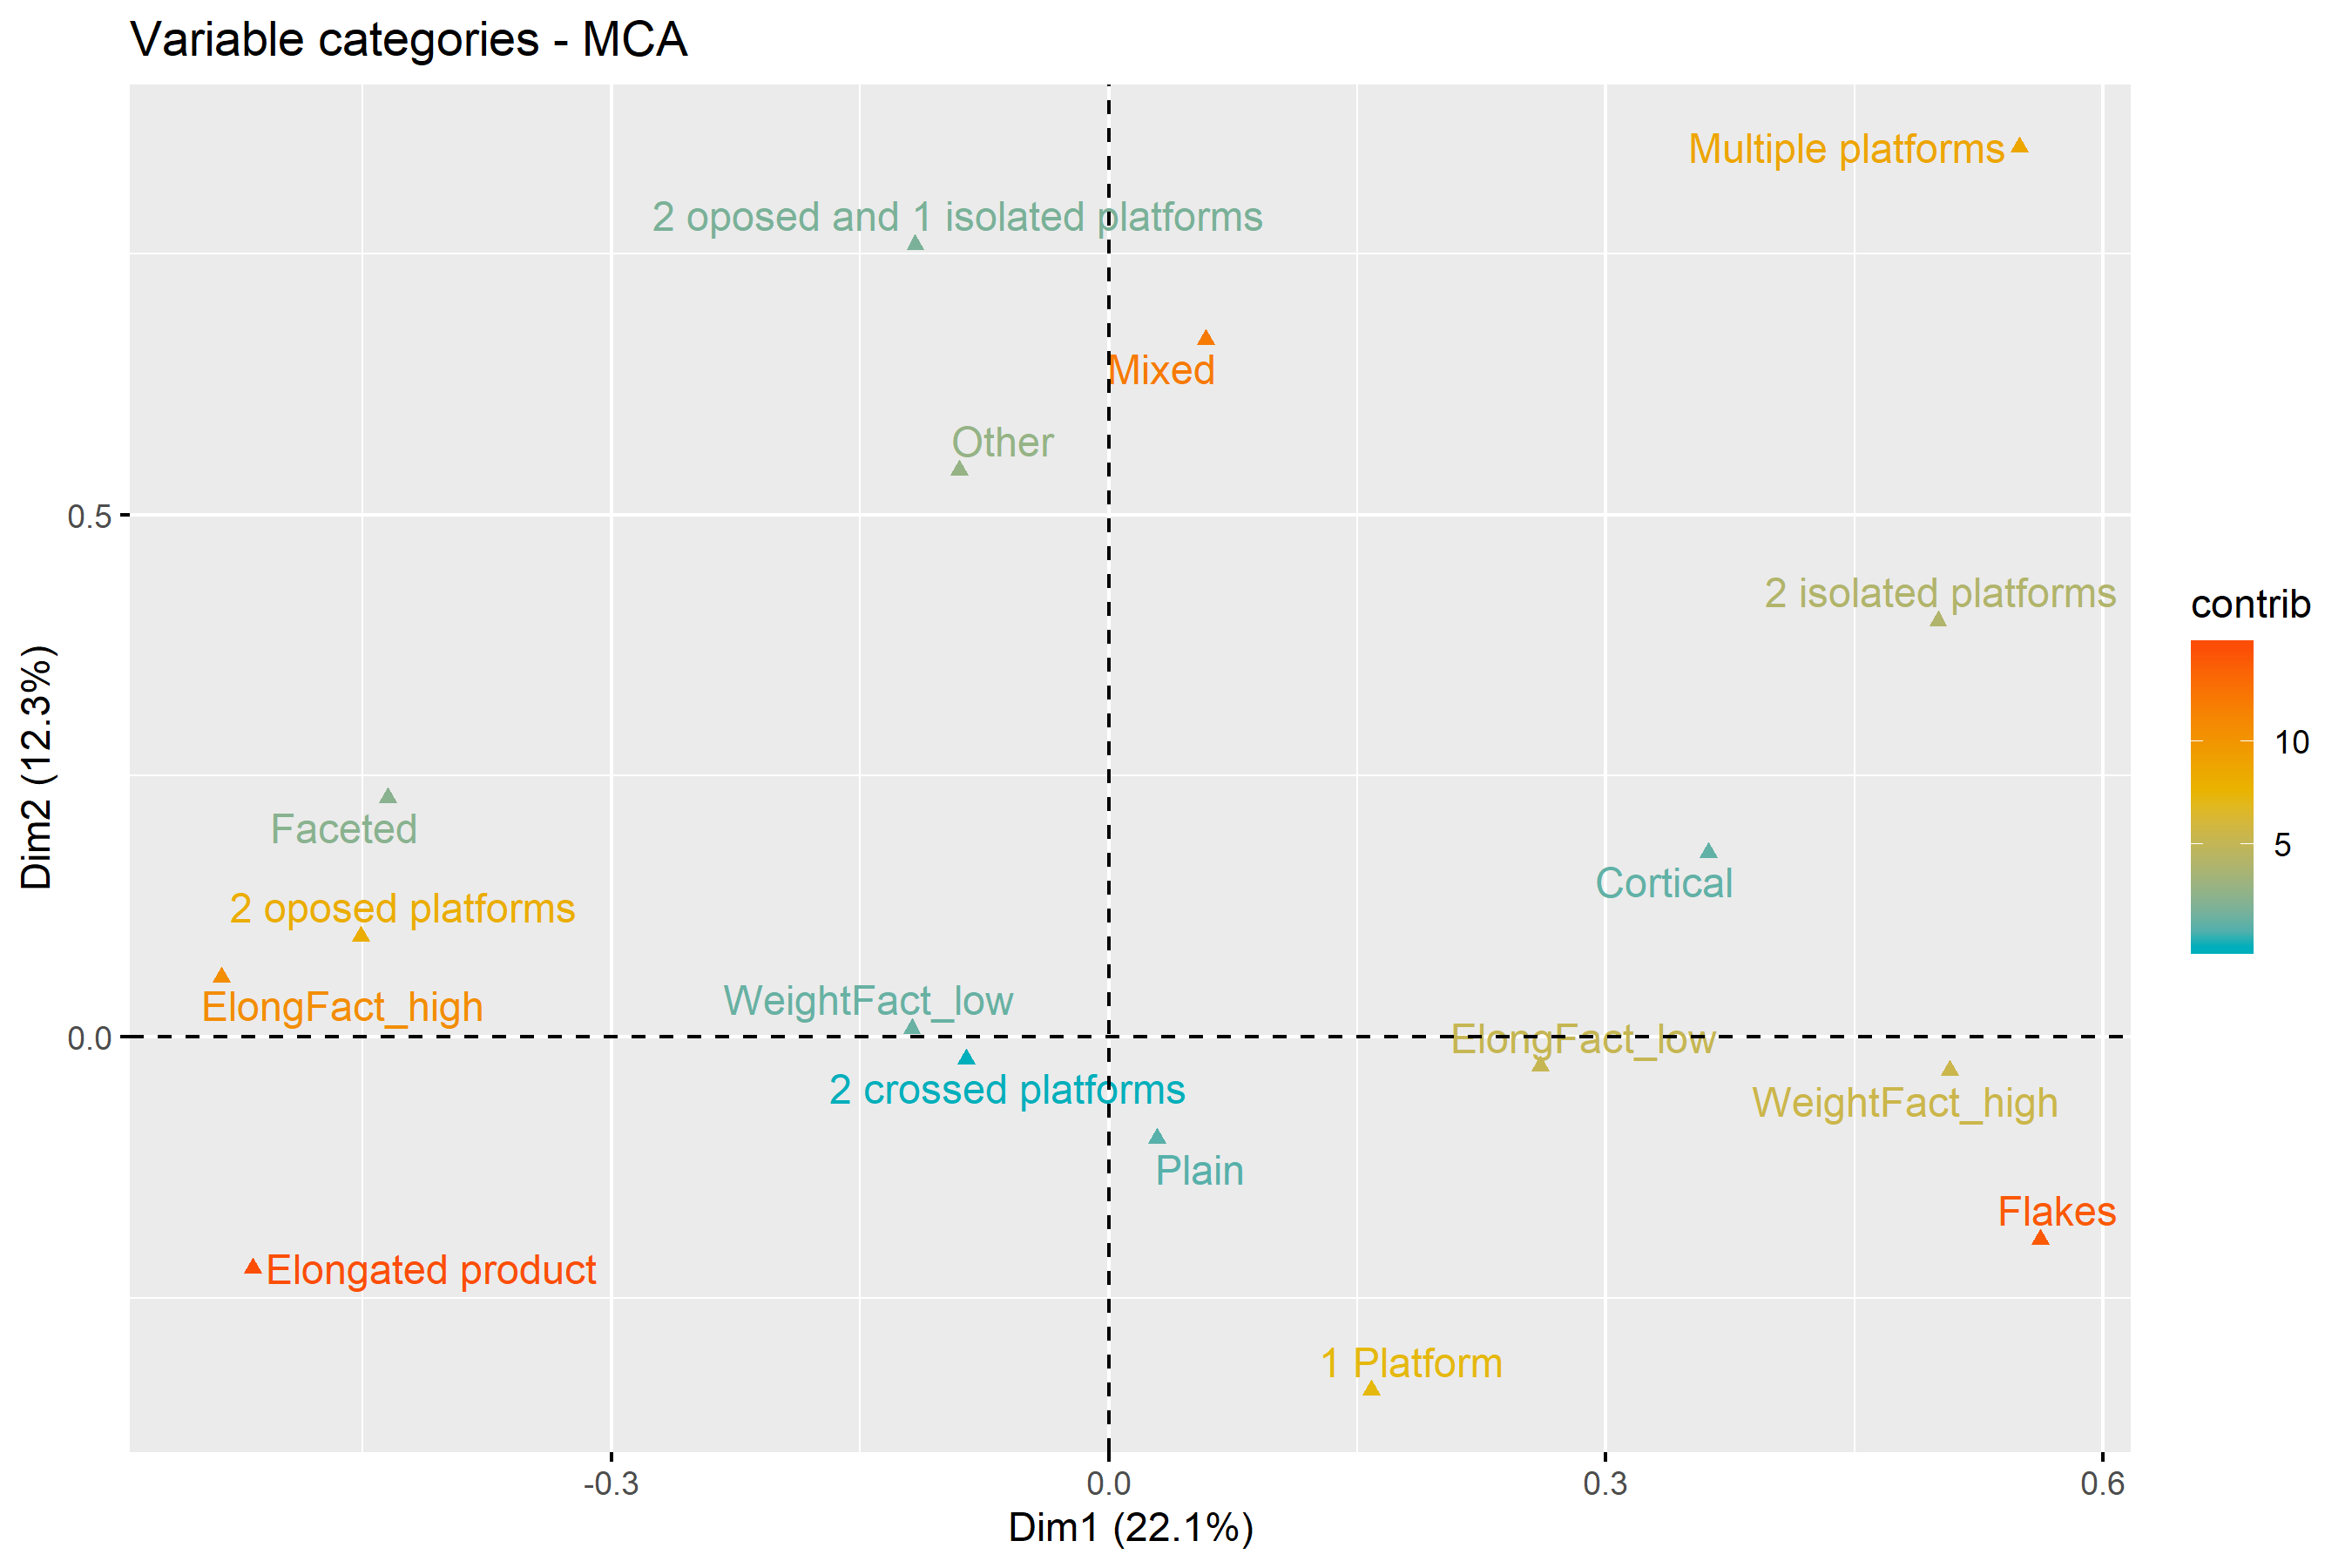 Variable categories - MCA
Multiple platforms
2 oposed and 1 isolated platforms
Mixed
Other
0.5
2 isolated platforms
contrib
10
5
Dim2 (12.3%)
Faceted
Cortical
2 oposed platforms
ElongFact_high
WeightFact_low
0.0
ElongFact_low
2 crossed platforms
WeightFact_high
Plain
Flakes
Elongated product
1 Platform
-0.3
0.0
0.3
0.6
Dim1 (22.1%)